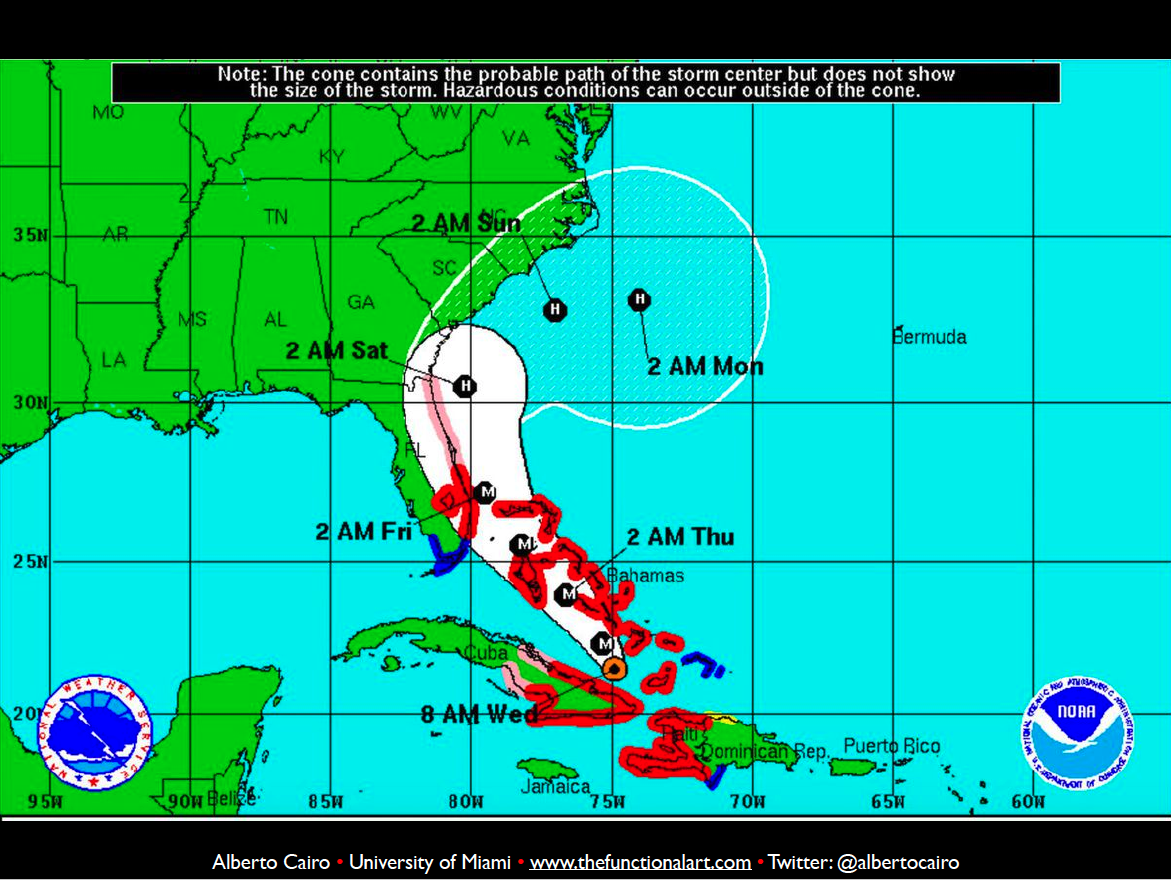 Note: The cone contains the probable path of the storm center but does not show
the size of the storm. Hazardous conditions can occur outside of the cone.
MO
WV
VA
KY
TN
NC
2 AM Sun
35N
AR
SC
H
H
GA
MS
AL
Bermuda
2 AM Sat
LA
2 AM Mon
H
30N
FL
M
2 AM Fri
M
2 AM Thu
25N
Bahamas
M
M
Cuba
NATIONAL WEATHER SERVICE
NOAA
20N
8 AM Wed
Haiti
Dominican Rep.
Puerto Rico
Jamaica
Belize
95W
90W
85W
80W
75W
70W
65W
60W
Alberto Cairo • University of Miami • www.thefunctionalart.com • Twitter: @albertocairo